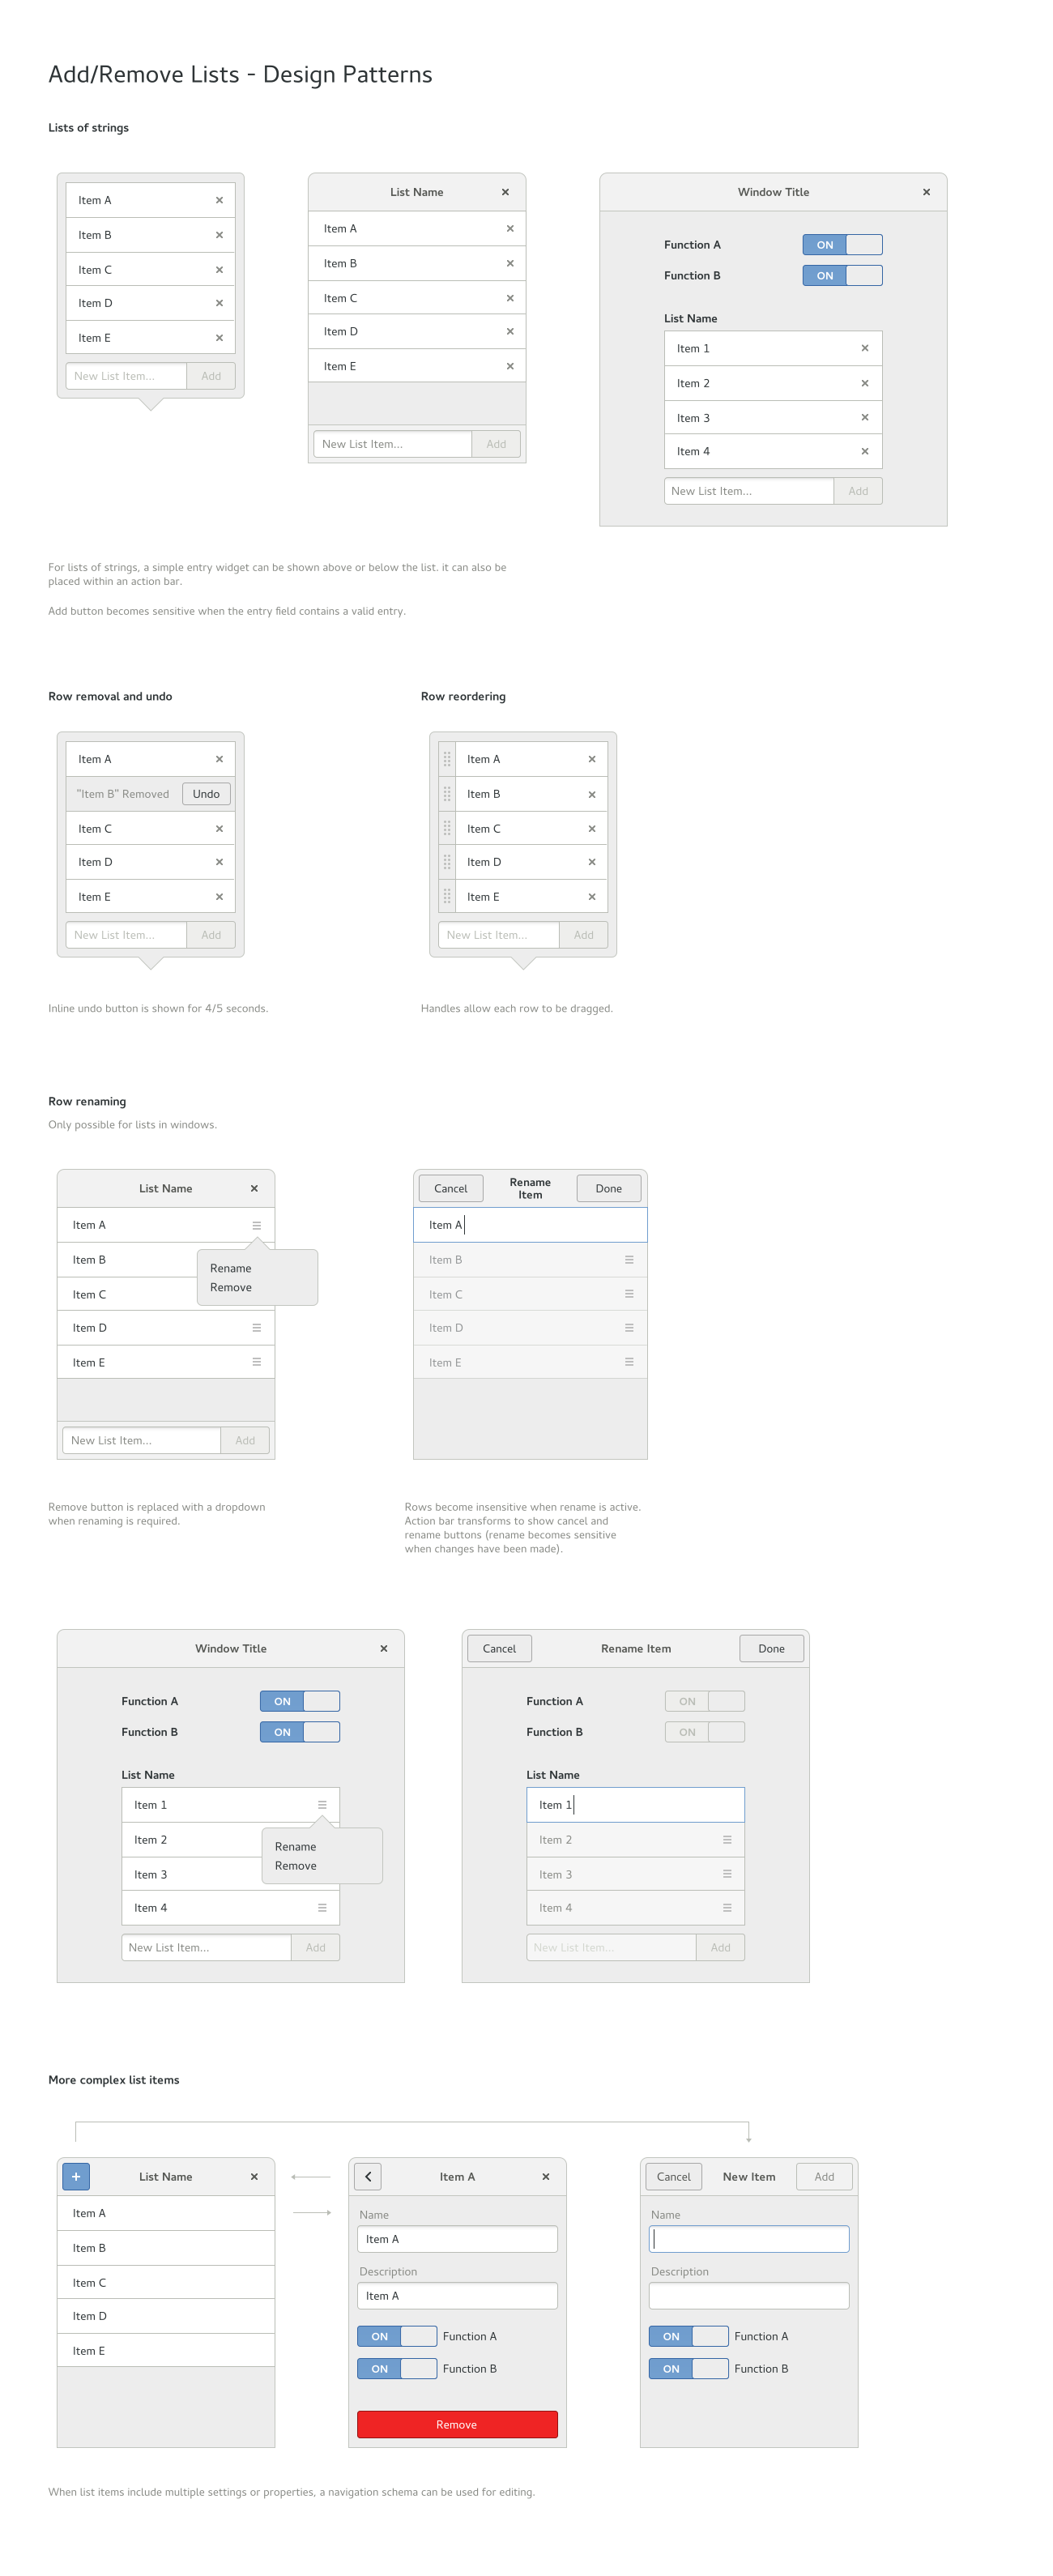 Add/Remove Lists - Design Patterns
Lists of strings
Item A
Item B
Item C
Item D
Item E
New List Item... Add
List Name
Item A
Item B
Item C
Item D
Item E
New List Item... Add
Window Title
Function A ON
Function B ON
List Name
Item 1
Item 2
Item 3
Item 4
New List Item... Add
For lists of strings, a simple entry widget can be shown above or below the list. it can also be
placed within an action bar.
Add button becomes sensitive when the entry field contains a valid entry.
Row removal and undo
Item A
"Item B" Removed Undo
Item C
Item D
Item E
New List Item... Add
Inline undo button is shown for 4/5 seconds.
Row reordering
Item A
Item B
Item C
Item D
Item E
New List Item... Add
Handles allow each row to be dragged.
Row renaming
Only possible for lists in windows.
List Name
Item A
Item B
Item C
Item D
Item E
Rename
Remove
New List Item... Add
Remove button is replaced with a dropdown
when renaming is required.
Cancel Rename Done
Item
Item A
Item B
Item C
Item D
Item E
Rows become insensitive when rename is active.
Action bar transforms to show cancel and
rename buttons (rename becomes sensitive
when changes have been made).
Window Title
Function A ON
Function B ON
List Name
Item 1
Item 2
Item 3
Item 4
Rename
Remove
New List Item... Add
Cancel Rename Item Done
Function A ON
Function B ON
List Name
Item 1
Item 2
Item 3
Item 4
New List Item... Add
More complex list items
+ List Name
Item A
Item B
Item C
Item D
Item E
Item A
Name
Item A
Description
Item A
ON Function A
ON Function B
Remove
Cancel New Item Add
Name
Description
ON Function A
ON Function B
When list items include multiple settings or properties, a navigation schema can be used for editing.